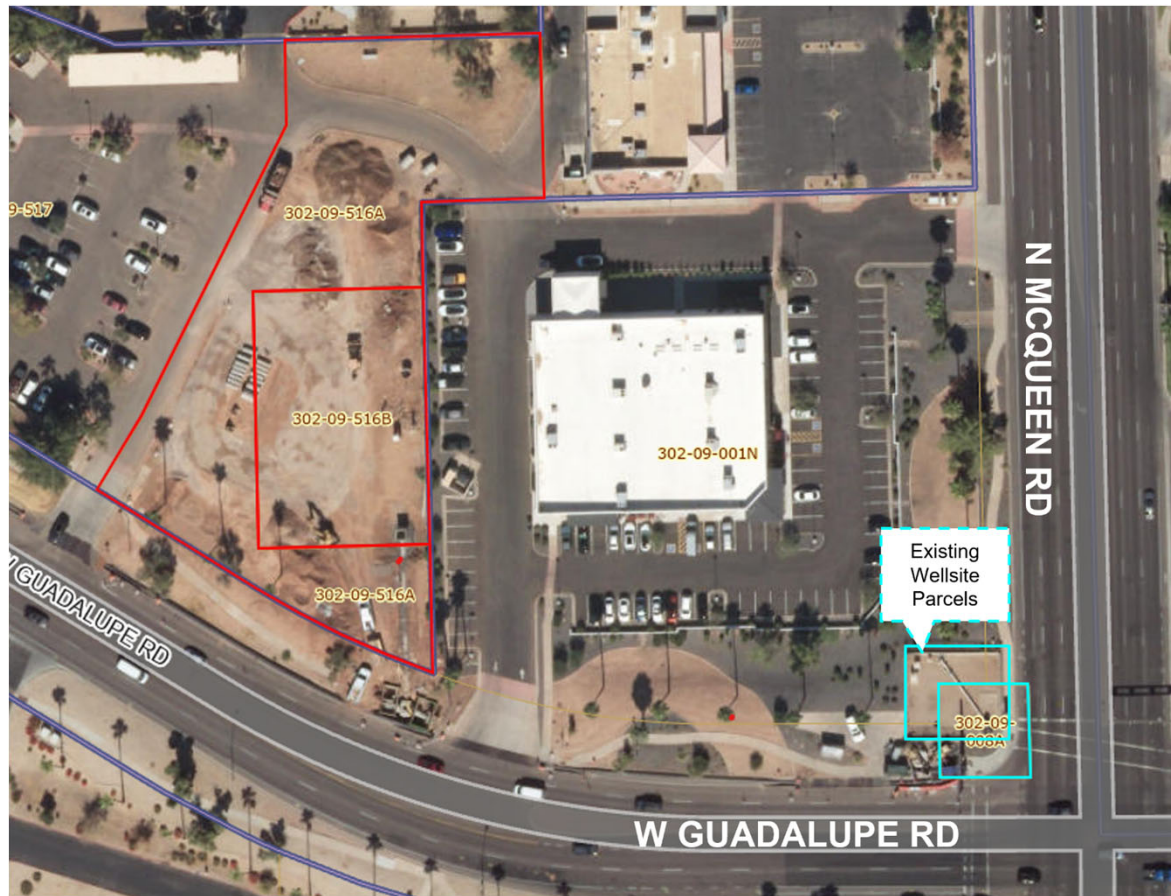 9-517
302-09-516A
302-09-516B
302-09-001N
N MCQUEEN RD
Existing
Wellsite
Parcels
302-09-516A
W GUADALUPE RD
302-09-
008A
W GUADALUPE RD